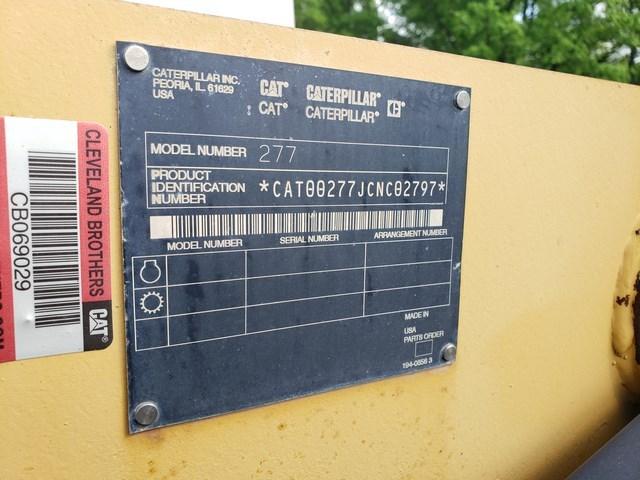 CATERPILLAR INC.
PEORIA, IL. 61629
USA
CAT® CATERPILLAR®
CAT® CATERPILLAR®
MODEL NUMBER 277
PRODUCT
IDENTIFICATION
NUMBER
*CAT00277JCNC02797*
MODEL NUMBER SERIAL NUMBER ARRANGEMENT NUMBER
MADE IN
USA
PARTS ORDER
194-0558 3
CLEVELAND BROTHERS CAT®
CB069029